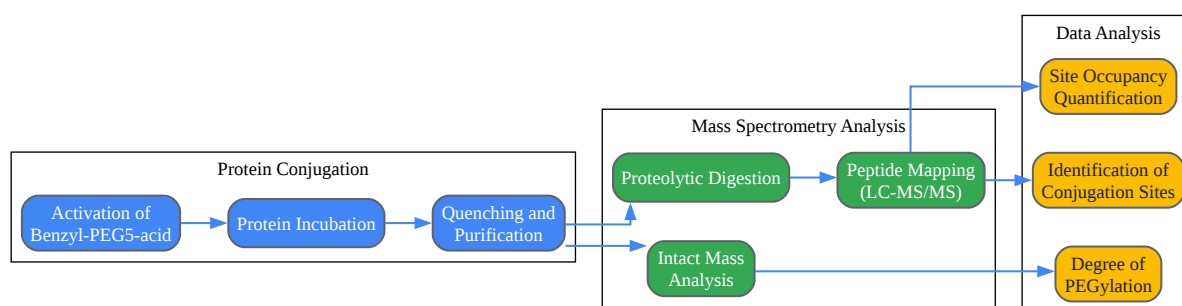 Protein Conjugation
Activation of
Benzyl-PEG5-acid
Protein Incubation
Quenching and
Purification
Mass Spectrometry Analysis
Proteolytic Digestion
Peptide Mapping
(LC-MS/MS)
Intact Mass
Analysis
Data Analysis
Site Occupancy
Quantification
Identification of
Conjugation Sites
Degree of
PEGylation